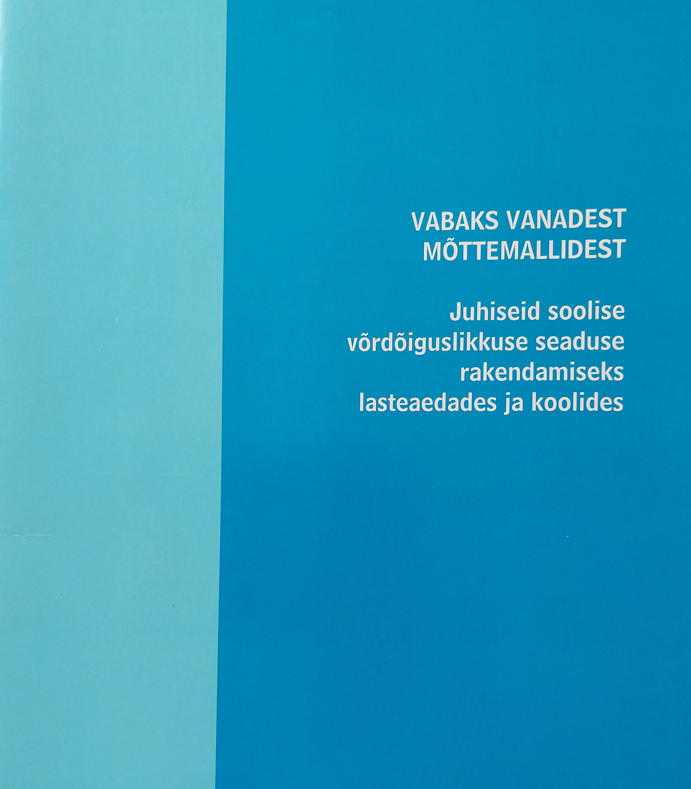 VABAKS VANADEST
MÕTTEMALLIDEST
Juhiseid soolise
võrdõiguslikkuse seaduse
rakendamiseks
lasteaedades ja koolides